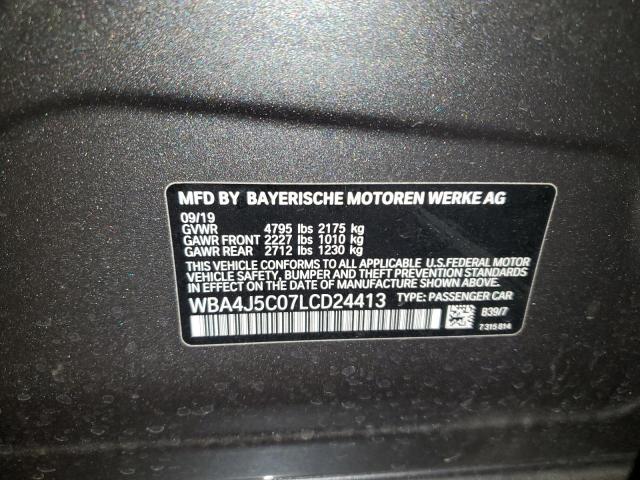 MFD BY BAYERISCHE MOTOREN WERKE AG
09/19
GVWR 4795 lbs 2175 kg
GAWR FRONT 2227 lbs 1010 kg
GAWR REAR 2712 lbs 1230 kg
THIS VEHICLE CONFORMS TO ALL APPLICABLE U.S.FEDERAL MOTOR
VEHICLE SAFETY, BUMPER, AND THEFT PREVENTION STANDARDS
IN EFFECT ON THE DATE OF MANUFACTURE SHOWN ABOVE.
WBA4J5C07LCD24413 TYPE: PASSENGER CAR
B39/7
7 315 814